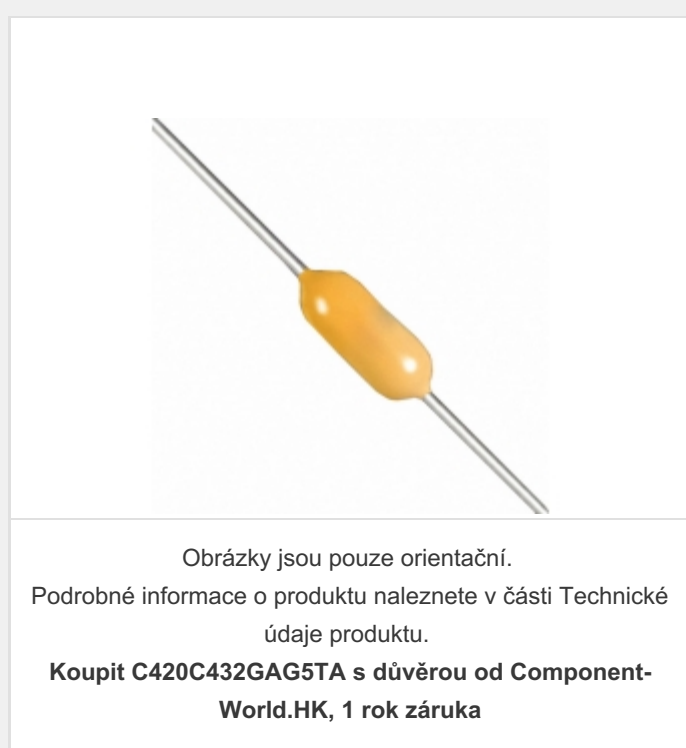 Obrázky jsou pouze orientační.
Podrobné informace o produktu naleznete v části Technické
údaje produktu.
Koupit C420C432GAG5TA s důvěrou od Component-
World.HK, 1 rok záruka